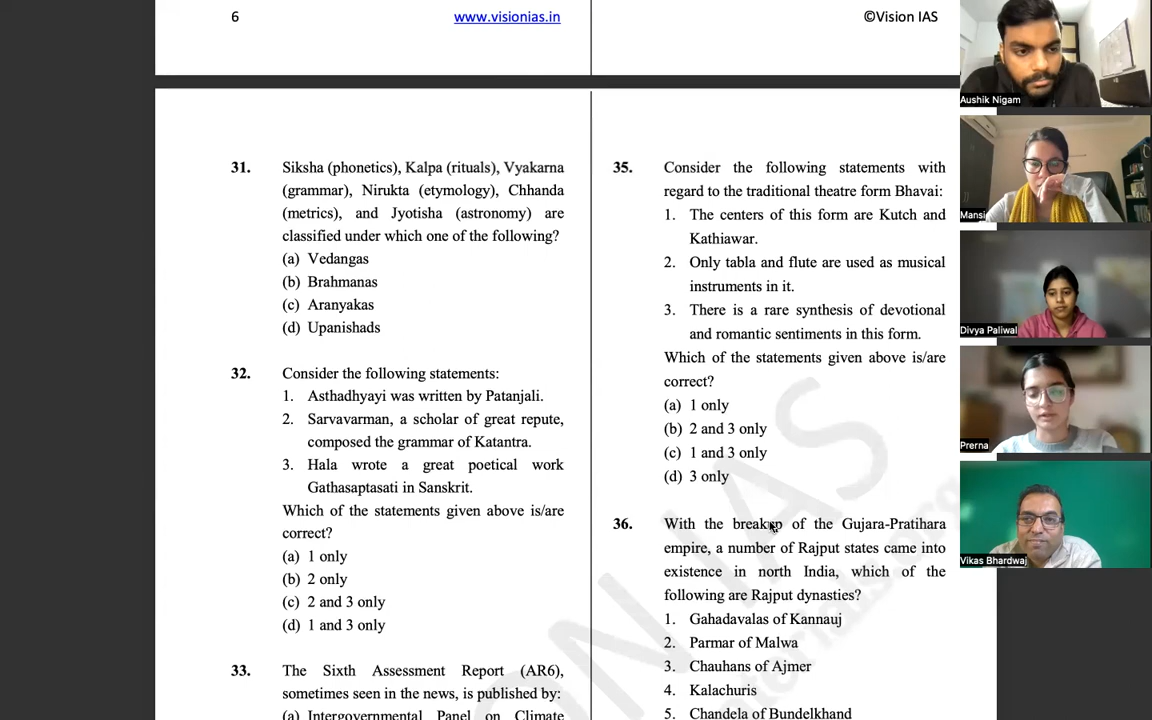 6
www.visionias.in
©Vision IAS
31. Siksha (phonetics), Kalpa (rituals), Vyakarna
(grammar), Nirukta (etymology), Chhanda
(metrics), and Jyotisha (astronomy) are
classified under which one of the following?
(a) Vedangas
(b) Brahmanas
(c) Aranyakas
(d) Upanishads
32. Consider the following statements:
1. Asthadhyayi was written by Patanjali.
2. Sarvavarman, a scholar of great repute,
composed the grammar of Katantra.
3. Hala wrote a great poetical work
Gathasaptasati in Sanskrit.
Which of the statements given above is/are
correct?
(a) 1 only
(b) 2 only
(c) 2 and 3 only
(d) 1 and 3 only
33. The Sixth Assessment Report (AR6),
sometimes seen in the news, is published by:
(a) Intergovernmental Panel on Climate
35. Consider the following statements with
regard to the traditional theatre form Bhavai:
1. The centers of this form are Kutch and
Kathiawar.
2. Only tabla and flute are used as musical
instruments in it.
3. There is a rare synthesis of devotional
and romantic sentiments in this form.
Which of the statements given above is/are
correct?
(a) 1 only
(b) 2 and 3 only
(c) 1 and 3 only
(d) 3 only
36. With the breakup of the Gujara-Pratihara
empire, a number of Rajput states came into
existence in north India, which of the
following are Rajput dynasties?
1. Gahadavalas of Kannauj
2. Parmar of Malwa
3. Chauhans of Ajmer
4. Kalachuris
5. Chandela of Bundelkhand
Aushik Nigam
Mansi
Divya Paliwal
Prerna
Vikas Bhardwaj